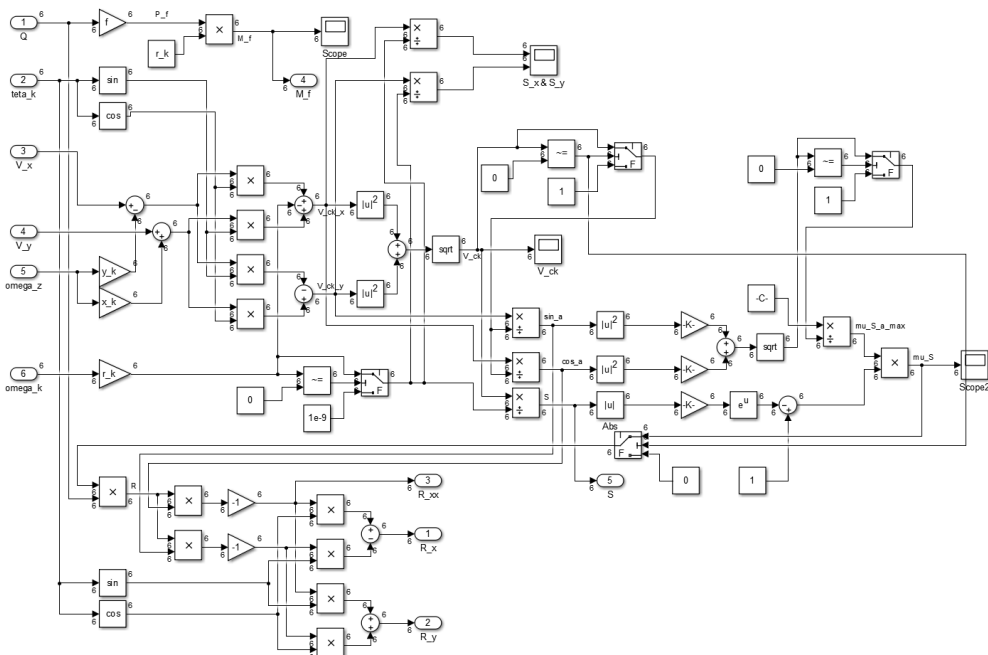 1
Q
f
P_f
r_k
×
M_f
Scope
4
M_f
× ÷
× ÷
S_x & S_y
2
teta_k
sin
cos
3
V_x
4
V_y
5
omega_z
y_k
x_k
6
omega_k
r_k
V_ck_x
V_ck_y
|u|²
|u|²
sqrt
V_ck
V_ck
0
~=
1
T
F
0
~=
1
T
F
0
~=
1e-9
T
F
sin_a
cos_a
S
|u|²
|u|²
|u|
Abs
-K-
-K-
-K-
sqrt
e^u
-C-
mu_S_a_max
mu_S
Scope2
1
0
T
F
5
S
R
×
×
×
-1
-1
3
R_xx
1
R_x
2
R_y
sin
cos